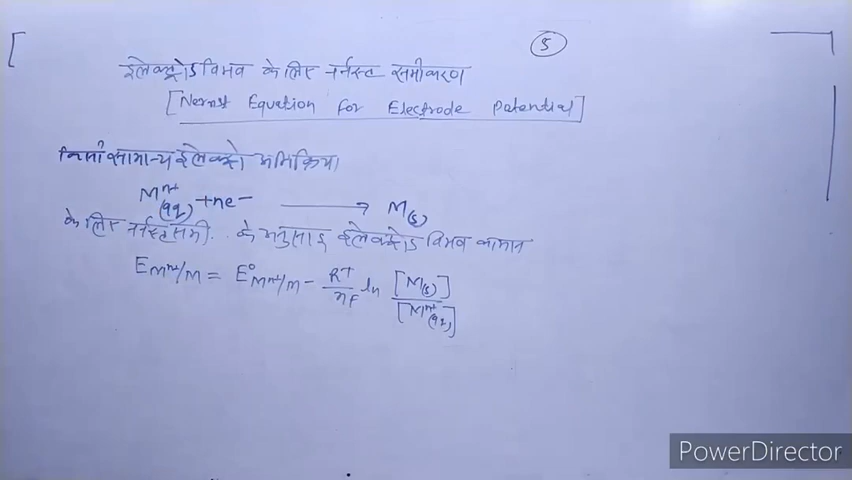 5
इलेक्ट्रोड विभव के लिए नर्नस्ट समीकरण
[Nernst Equation for Electrode Potential]
किसी सामान्य इलेक्ट्रो अभिक्रिया
Mⁿ⁺(aq) + ne⁻ ⟶ M(s)
के लिए नर्नस्ट समी. के अनुसार इलेक्ट्रोड विभव का मान
E Mⁿ⁺/M = E° Mⁿ⁺/M - RT/nF ln [M(s)]/[Mⁿ⁺(aq)]
PowerDirector